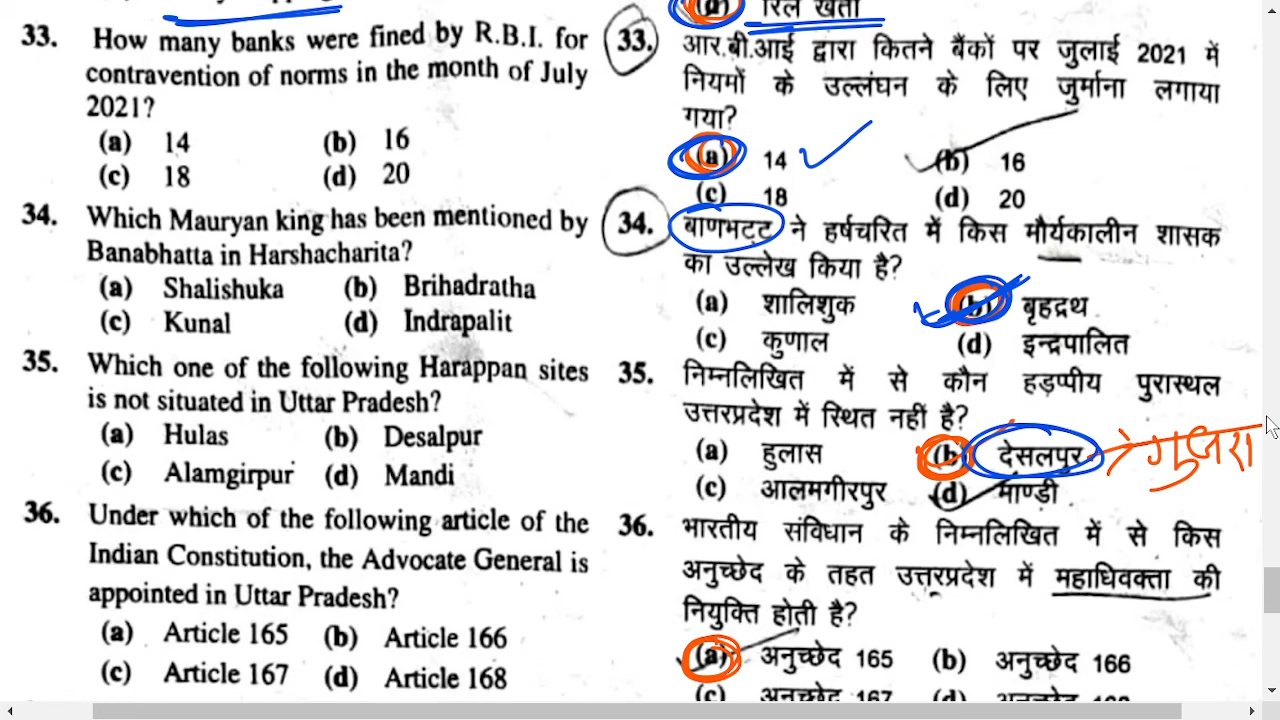 33. How many banks were fined by R.B.I. for
contravention of norms in the month of July
2021?
(a) 14 (b) 16
(c) 18 (d) 20
34. Which Mauryan king has been mentioned by
Banabhatta in Harshacharita?
(a) Shalishuka (b) Brihadratha
(c) Kunal (d) Indrapalit
35. Which one of the following Harappan sites
is not situated in Uttar Pradesh?
(a) Hulas (b) Desalpur
(c) Alamgirpur (d) Mandi
36. Under which of the following article of the
Indian Constitution, the Advocate General is
appointed in Uttar Pradesh?
(a) Article 165 (b) Article 166
(c) Article 167 (d) Article 168
33. आर.बी.आई द्वारा कितने बैंकों पर जुलाई 2021 में
नियमों के उल्लंघन के लिए जुर्माना लगाया
गया?
(a) 14 (b) 16
(c) 18 (d) 20
34. बाणभट्ट ने हर्षचरित में किस मौर्यकालीन शासक
का उल्लेख किया है?
(a) शालिशुक (b) बृहद्रथ
(c) कुणाल (d) इन्द्रपालित
35. निम्नलिखित में से कौन हड़प्पीय पुरास्थल
उत्तरप्रदेश में स्थित नहीं है?
(a) हुलास (b) देसलपुर
(c) आलमगीरपुर (d) माण्डी
36. भारतीय संविधान के निम्नलिखित में से किस
अनुच्छेद के तहत उत्तरप्रदेश में महाधिवक्ता की
नियुक्ति होती है?
(a) अनुच्छेद 165 (b) अनुच्छेद 166
(c) अनुच्छेद 167 (d)